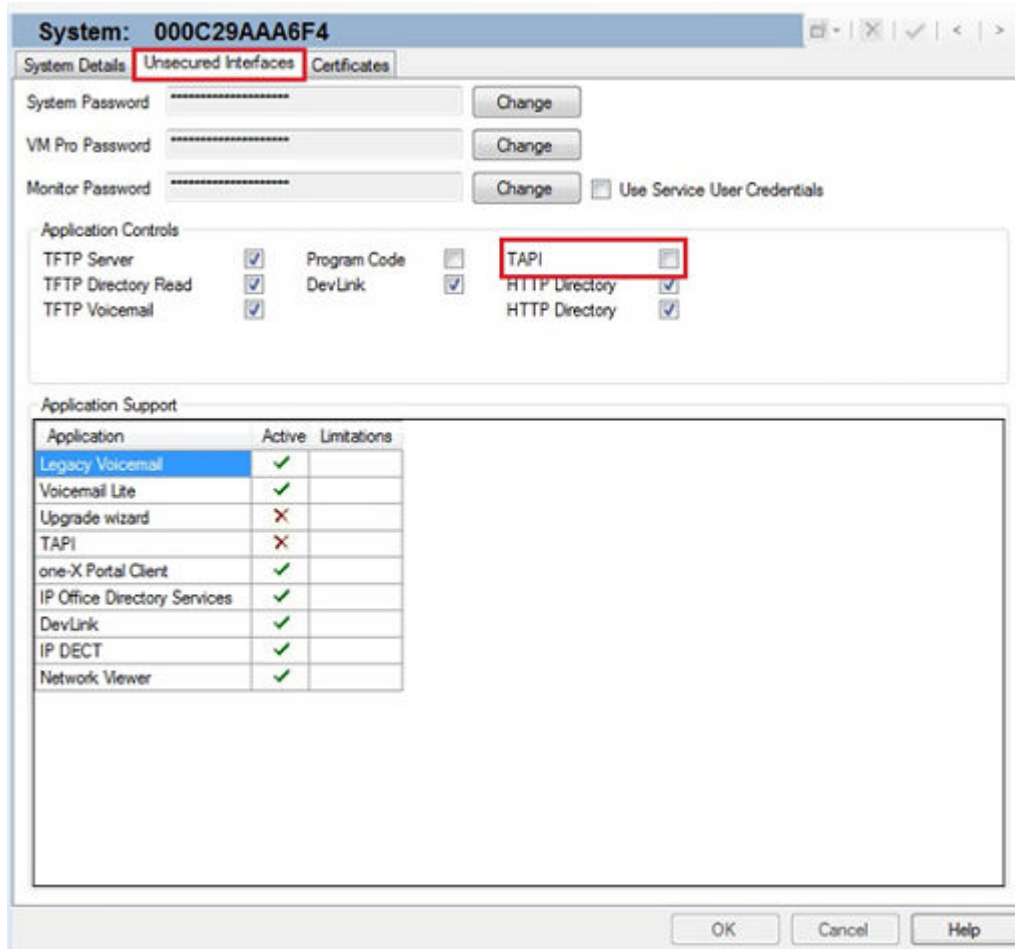 System: 000C29AAA6F4
System Details Unsecured Interfaces Certificates
System Password ********************* Change
VM Pro Password ********************* Change
Monitor Password ********************* Change Use Service User Credentials
Application Controls
TFTP Server Program Code TAPI
TFTP Directory Read DevLink HTTP Directory
TFTP Voicemail HTTP Directory
Application Support
Application Active Limitations
Legacy Voicemail
Voicemail Lite
Upgrade wizard
TAPI
one-X Portal Client
IP Office Directory Services
DevLink
IP DECT
Network Viewer
OK Cancel Help